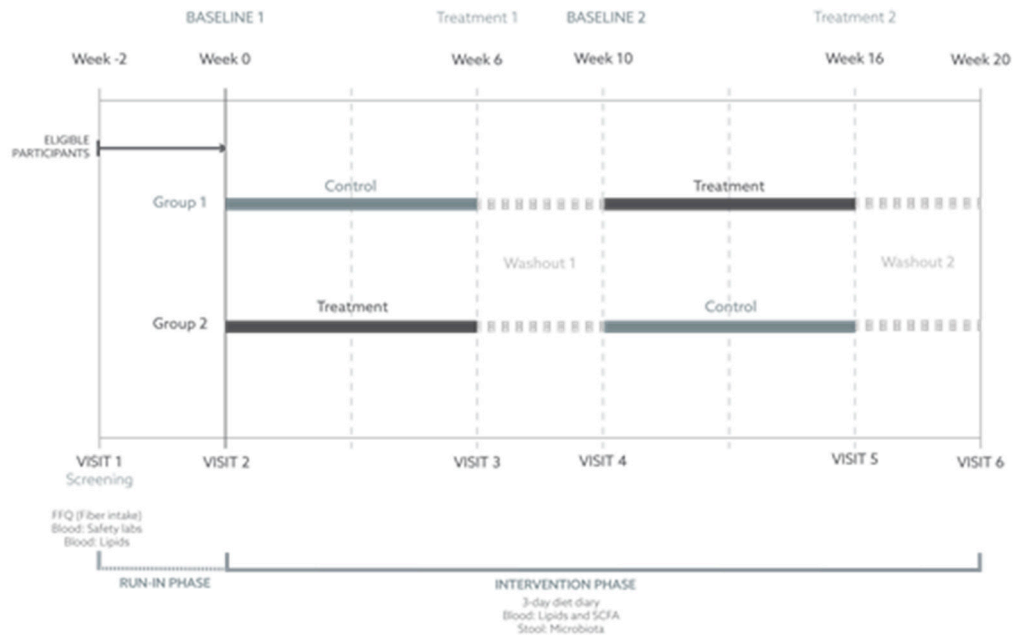 BASELINE 1 Treatment 1 BASELINE 2 Treatment 2
Week -2 Week 0 Week 6 Week 10 Week 16 Week 20
ELIGIBLE
PARTICIPANTS
Control Treatment
Group 1
Washout 1 Washout 2
Treatment Control
Group 2
VISIT 1 VISIT 2 VISIT 3 VISIT 4 VISIT 5 VISIT 6
Screening
FFQ (Fiber intake)
Blood: Safety labs
Blood: Lipids
RUN-IN PHASE INTERVENTION PHASE
3-day diet diary
Blood: Lipids and SCFA
Stool: Microbiota